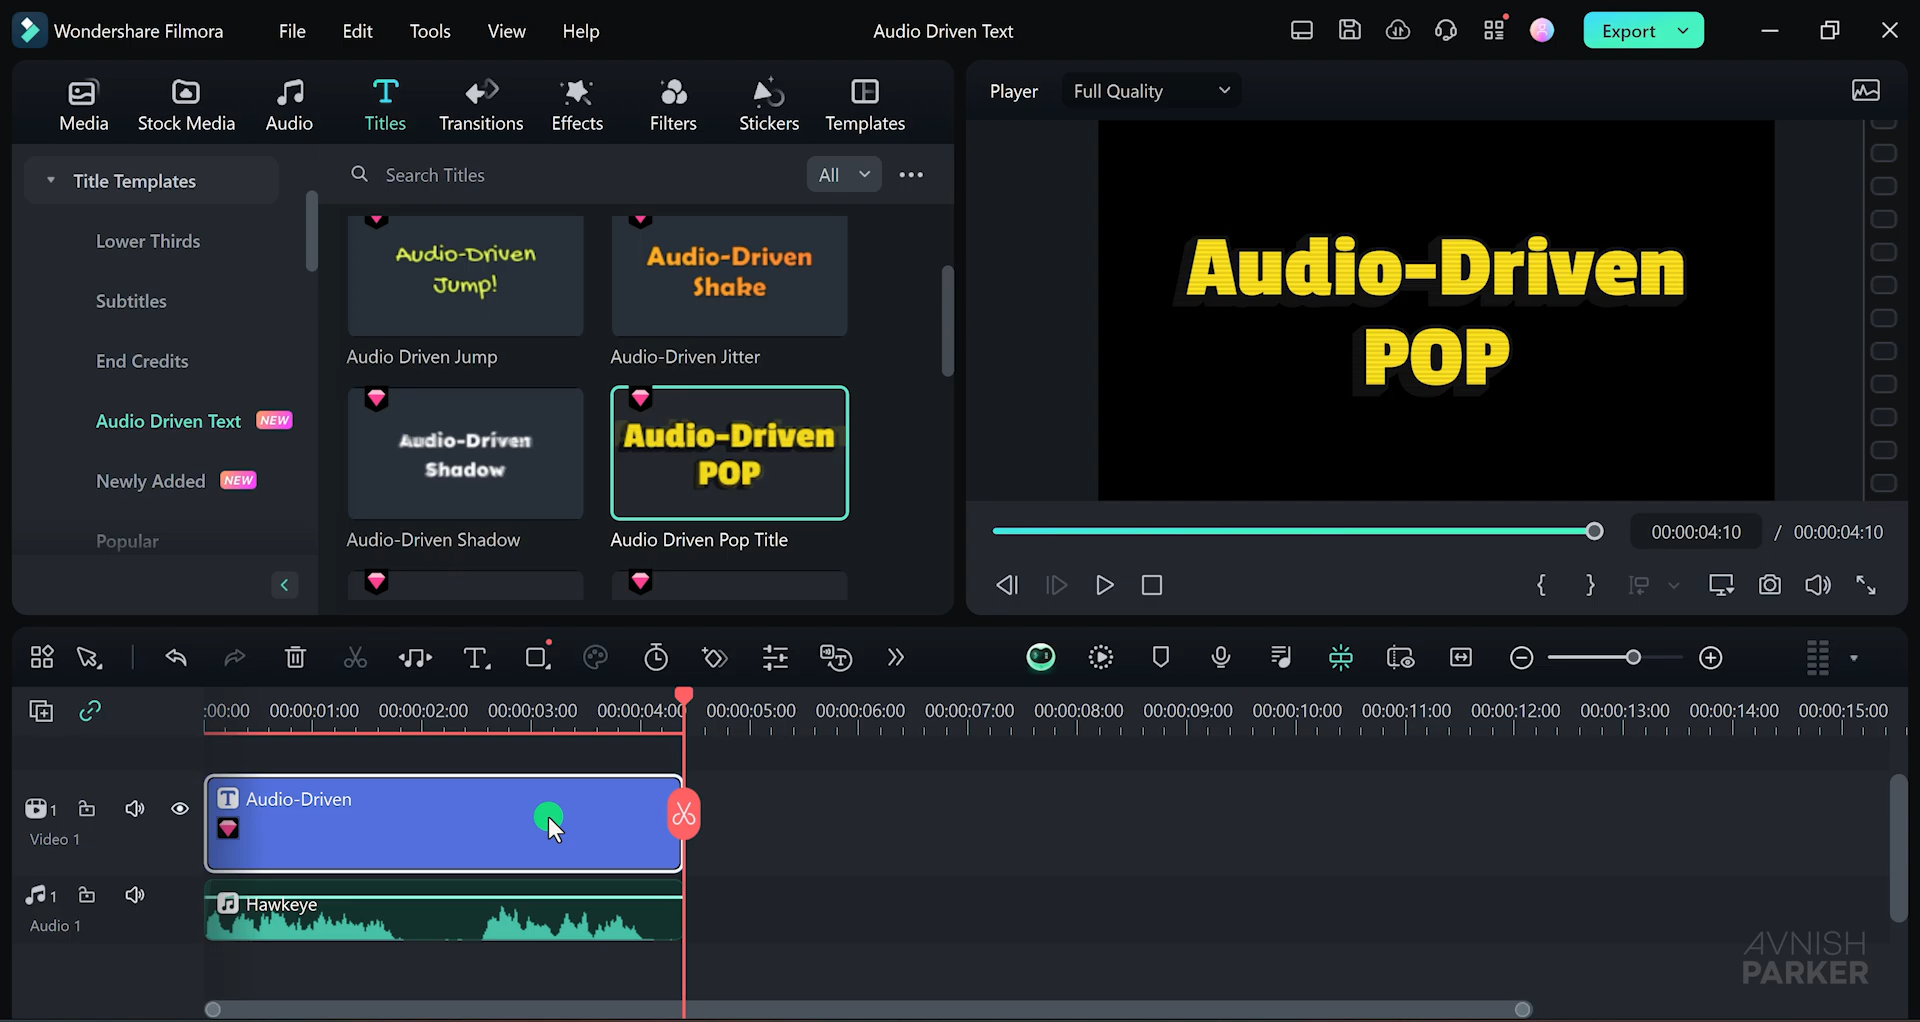 Wondershare Filmora
File
Edit
Tools
View
Help
Audio Driven Text
Export
Media
Stock Media
Audio
Titles
Transitions
Effects
Filters
Stickers
Templates
Player
Full Quality
Title Templates
Search Titles
All
Lower Thirds
Subtitles
End Credits
Audio Driven Text NEW
Newly Added NEW
Popular
Audio-Driven
Jump!
Audio Driven Jump
Audio-Driven
Shake
Audio-Driven Jitter
Audio-Driven
Shadow
Audio-Driven Shadow
Audio-Driven
POP
Audio Driven Pop Title
Audio-Driven
POP
00:00:04:10 / 00:00:04:10
:00:00 00:00:01:00 00:00:02:00 00:00:03:00 00:00:04:00 00:00:05:00 00:00:06:00 00:00:07:00 00:00:08:00 00:00:09:00 00:00:10:00 00:00:11:00 00:00:12:00 00:00:13:00 00:00:14:00 00:00:15:00
1
Video 1
T Audio-Driven
1
Audio 1
Hawkeye
AVNISH
PARKER